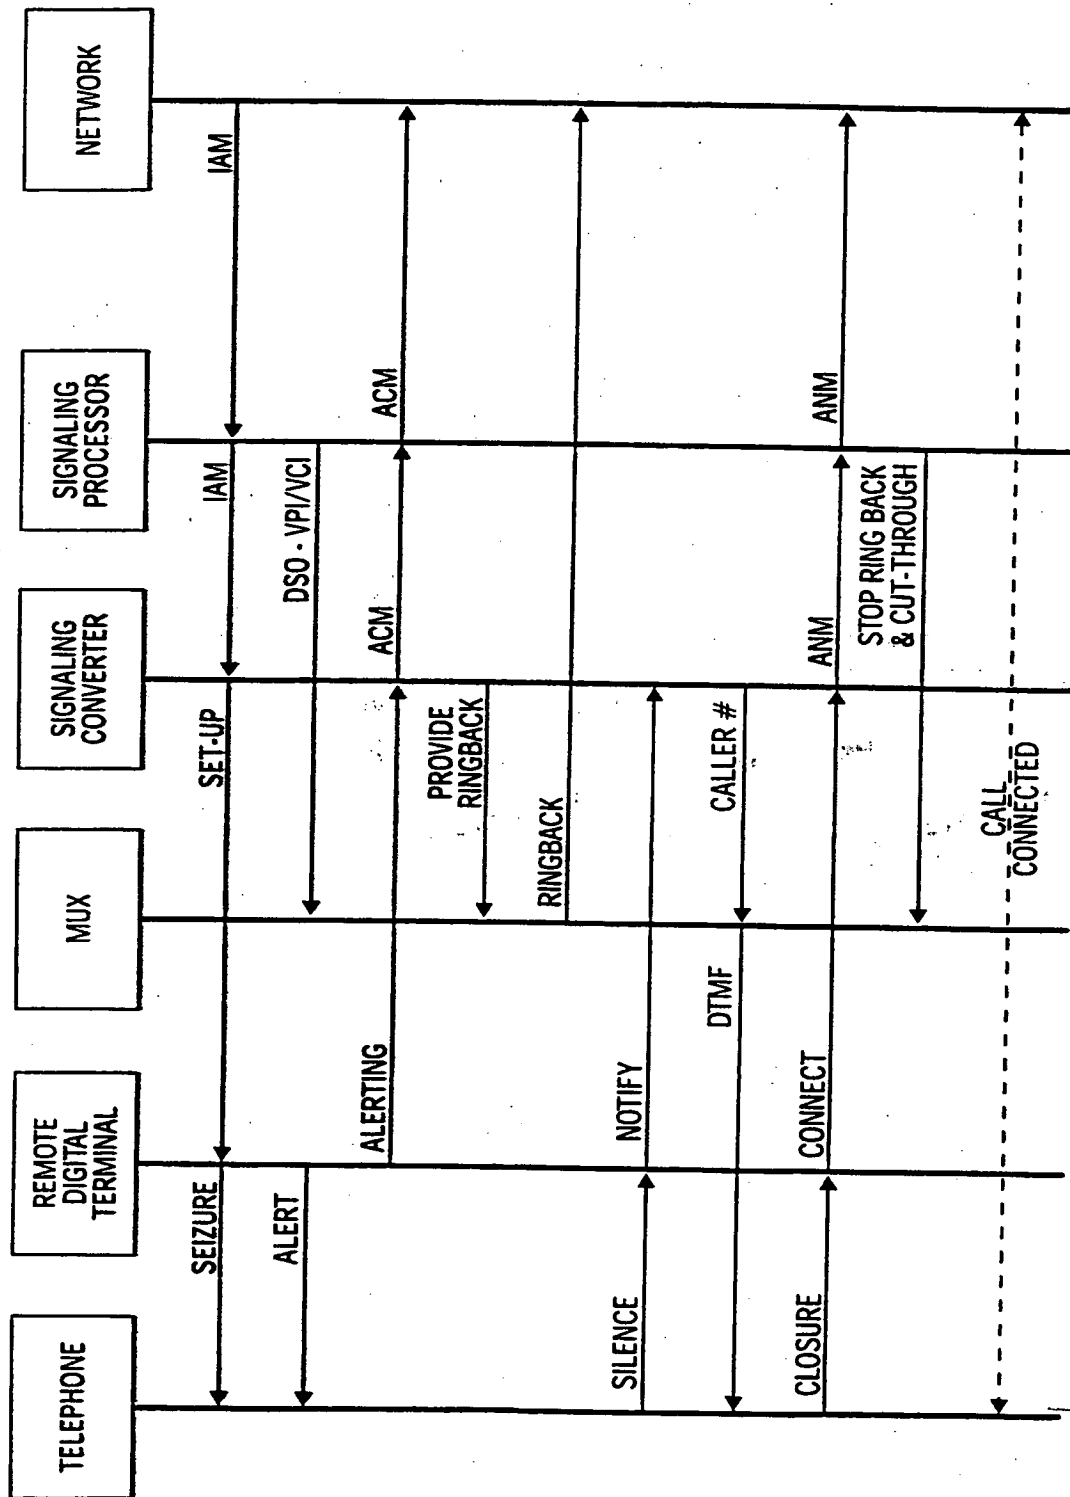 TELEPHONE
REMOTE
DIGITAL
TERMINAL
MUX
SIGNALING
CONVERTER
SIGNALING
PROCESSOR
NETWORK
SEIZURE
SET-UP
IAM
IAM
ALERT
DSO - VPI/VCI
ALERTING
ACM
ACM
PROVIDE
RINGBACK
RINGBACK
SILENCE
NOTIFY
DTMF
CALLER #
CLOSURE
CONNECT
ANM
ANM
STOP RING BACK
& CUT-THROUGH
CALL
CONNECTED